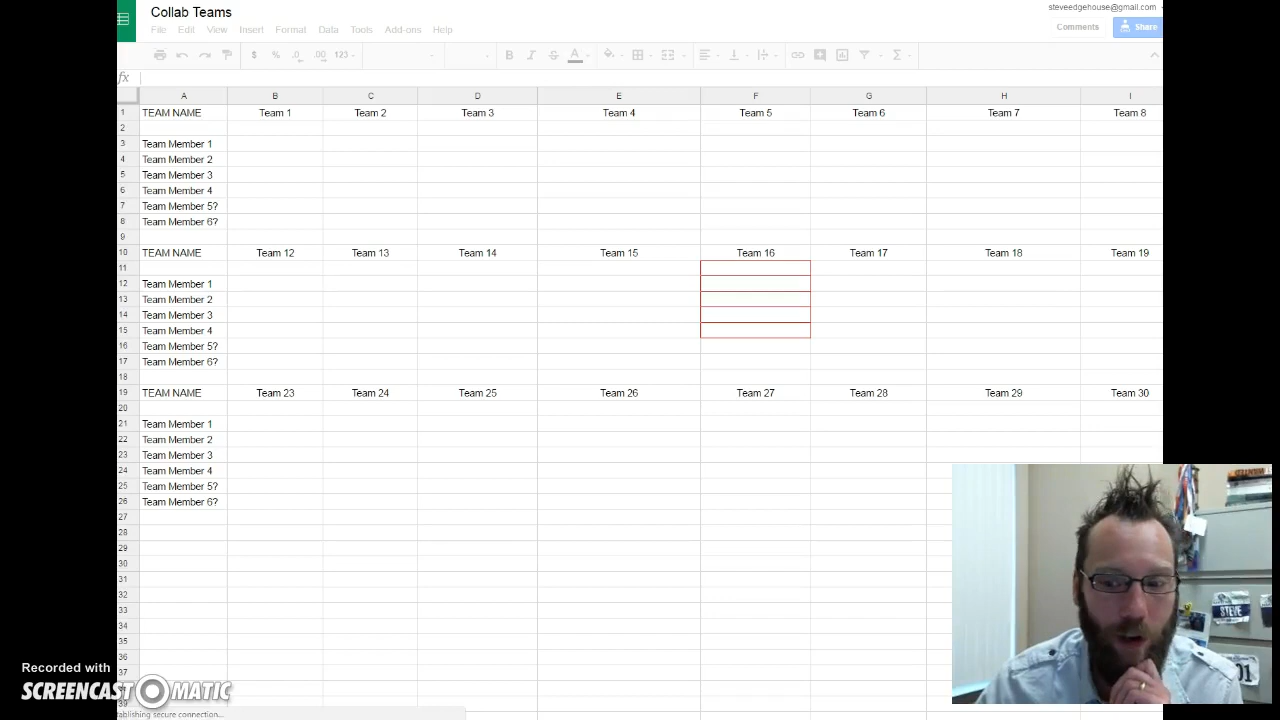 Collab Teams
steveedgehouse@gmail.com
File Edit View Insert Format Data Tools Add-ons Help
Comments Share
$ % .0 .00 123 B I S A Σ
fx
A B C D E F G H I
1 TEAM NAME Team 1 Team 2 Team 3 Team 4 Team 5 Team 6 Team 7 Team 8
2
3 Team Member 1
4 Team Member 2
5 Team Member 3
6 Team Member 4
7 Team Member 5?
8 Team Member 6?
9
10 TEAM NAME Team 12 Team 13 Team 14 Team 15 Team 16 Team 17 Team 18 Team 19
11
12 Team Member 1
13 Team Member 2
14 Team Member 3
15 Team Member 4
16 Team Member 5?
17 Team Member 6?
18
19 TEAM NAME Team 23 Team 24 Team 25 Team 26 Team 27 Team 28 Team 29 Team 30
20
21 Team Member 1
22 Team Member 2
23 Team Member 3
24 Team Member 4
25 Team Member 5?
26 Team Member 6?
27
28
29
30
31
32
33
34
35
36
37
39
STEVE
Recorded with
SCREENCAST-O-MATIC
tablishing secure connection...